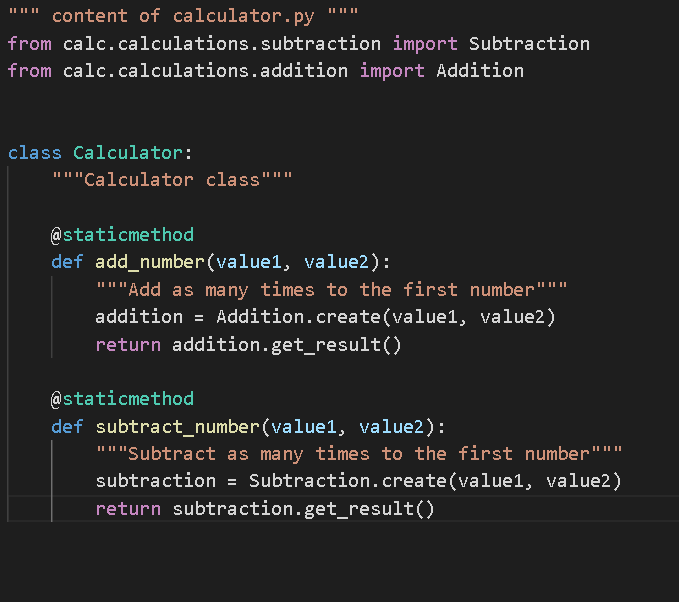 """ content of calculator.py """
from calc.calculations.subtraction import Subtraction
from calc.calculations.addition import Addition
class Calculator:
"""Calculator class"""
@staticmethod
def add_number(value1, value2):
"""Add as many times to the first number"""
addition = Addition.create(value1, value2)
return addition.get_result()
@staticmethod
def subtract_number(value1, value2):
"""Subtract as many times to the first number"""
subtraction = Subtraction.create(value1, value2)
return subtraction.get_result()